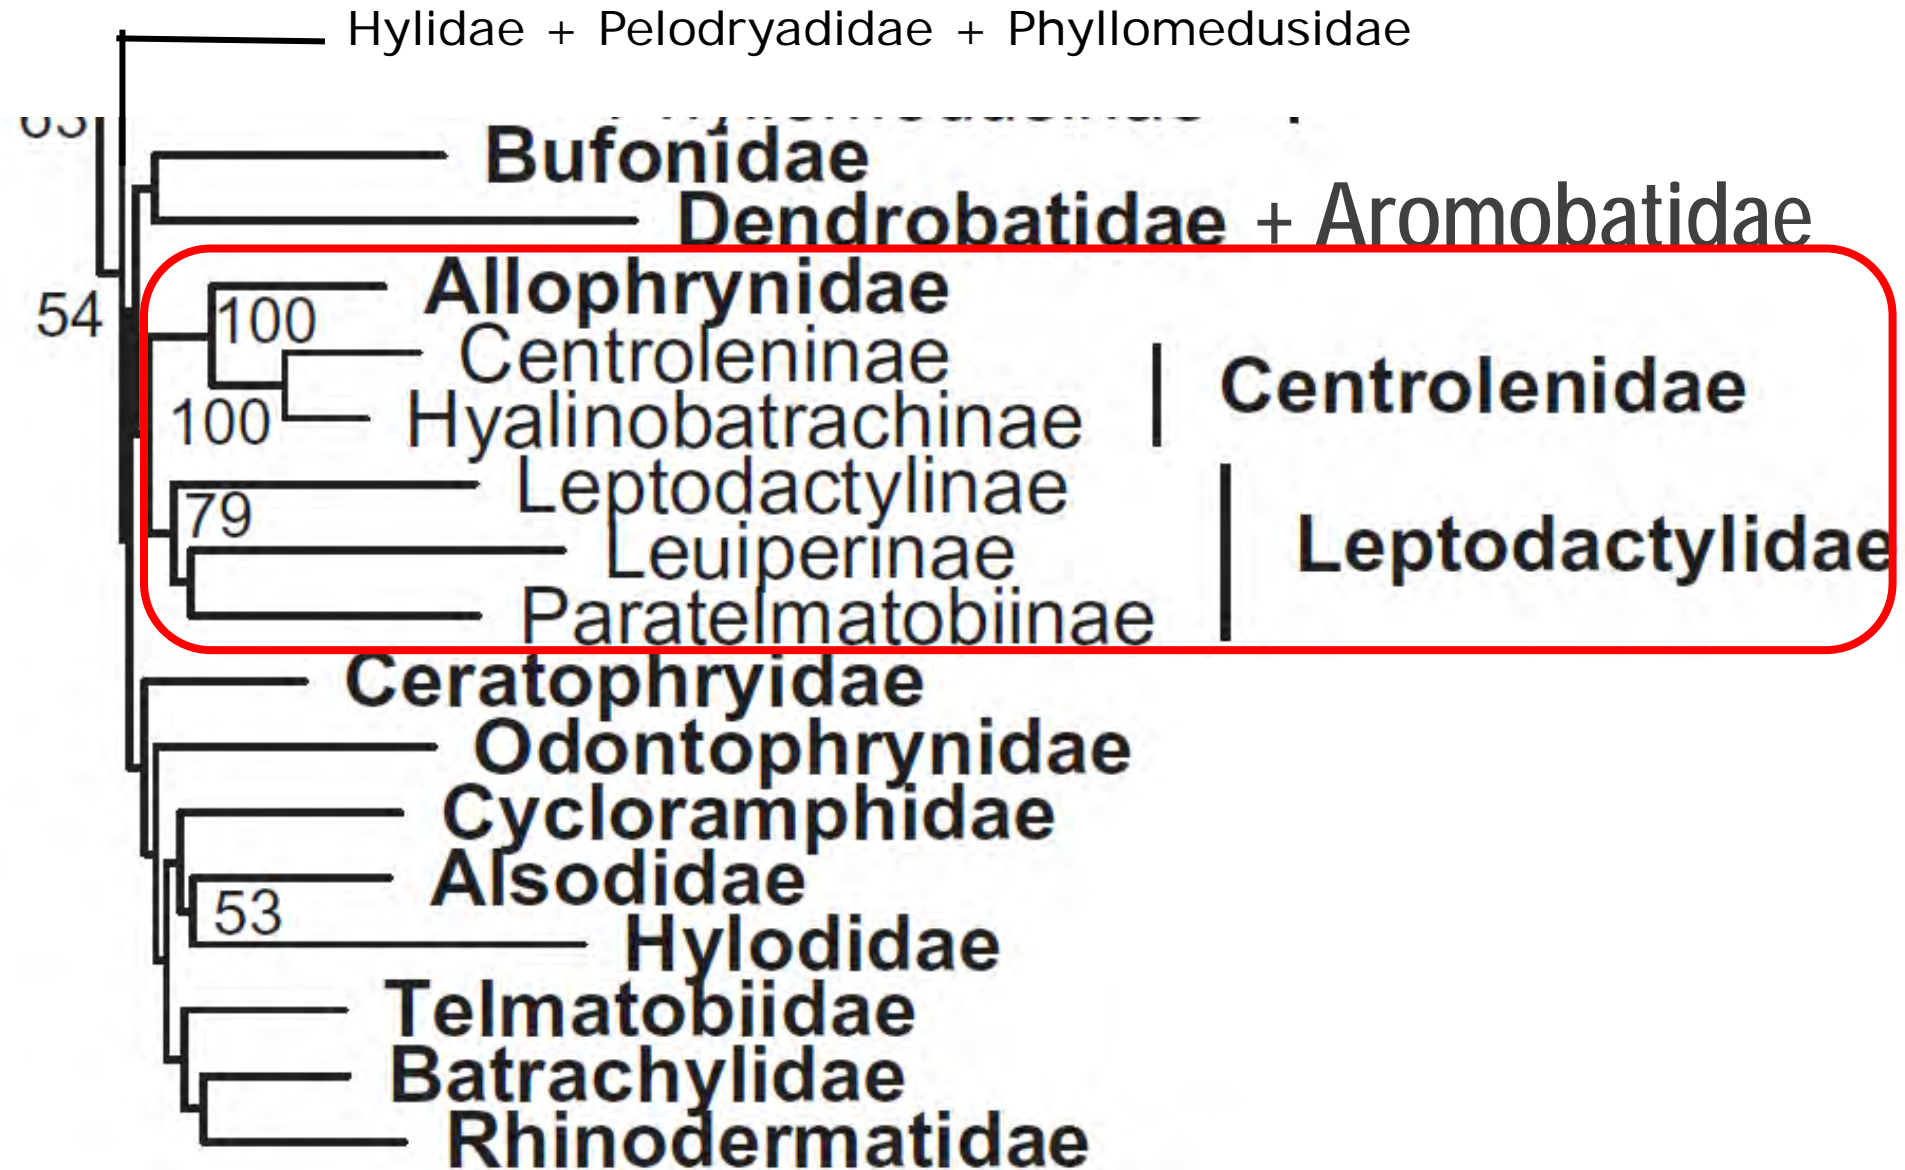 Hylidae + Pelodryadidae + Phyllomedusidae
Bufonidae
Dendrobatidae + Aromobatidae
54
Allophrynidae
100
Centroleninae
Centrolenidae
100
Hyalinobatrachinae
Leptodactylinae
79
Leuiperinae
Leptodactylidae
Paratelmatobiinae
Ceratophryidae
Odontophrynidae
Cycloramphidae
Alsodidae
53
Hylodidae
Telmatobiidae
Batrachylidae
Rhinodermatidae